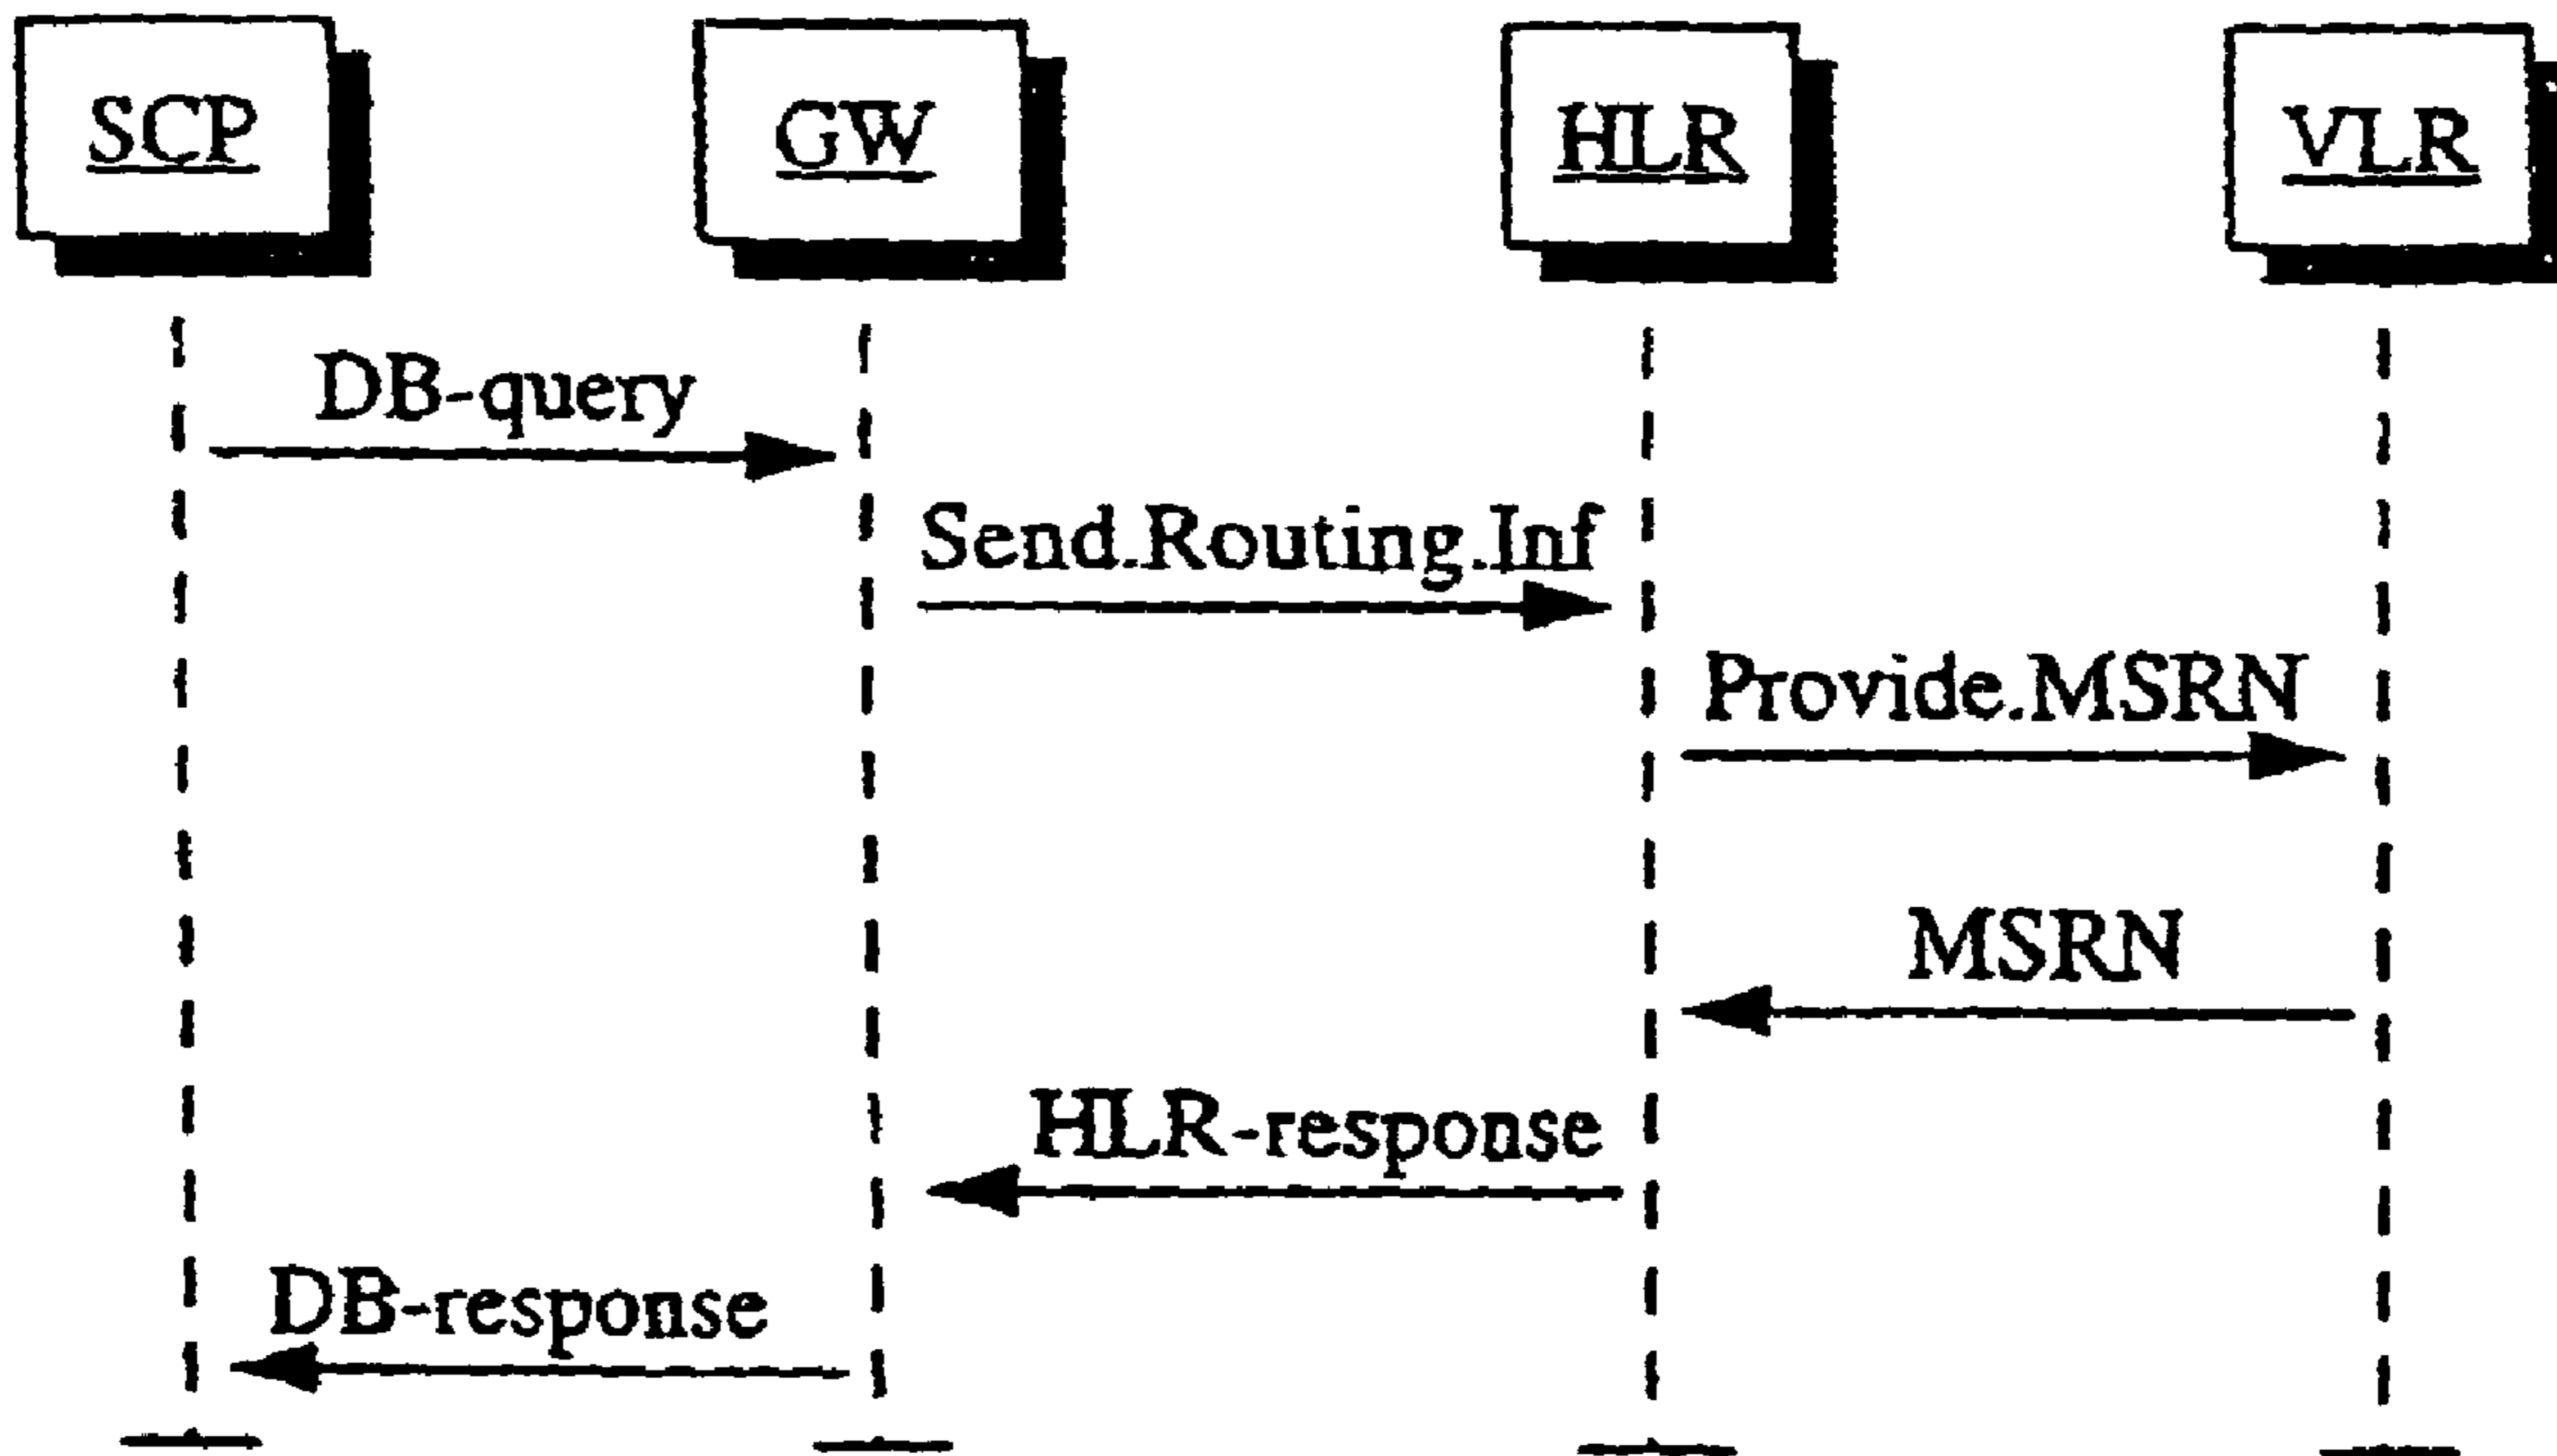 SCP GW HLR VLR
DB-query
Send.Routing.Inf
Provide.MSRN
MSRN
HLR-response
DB-response